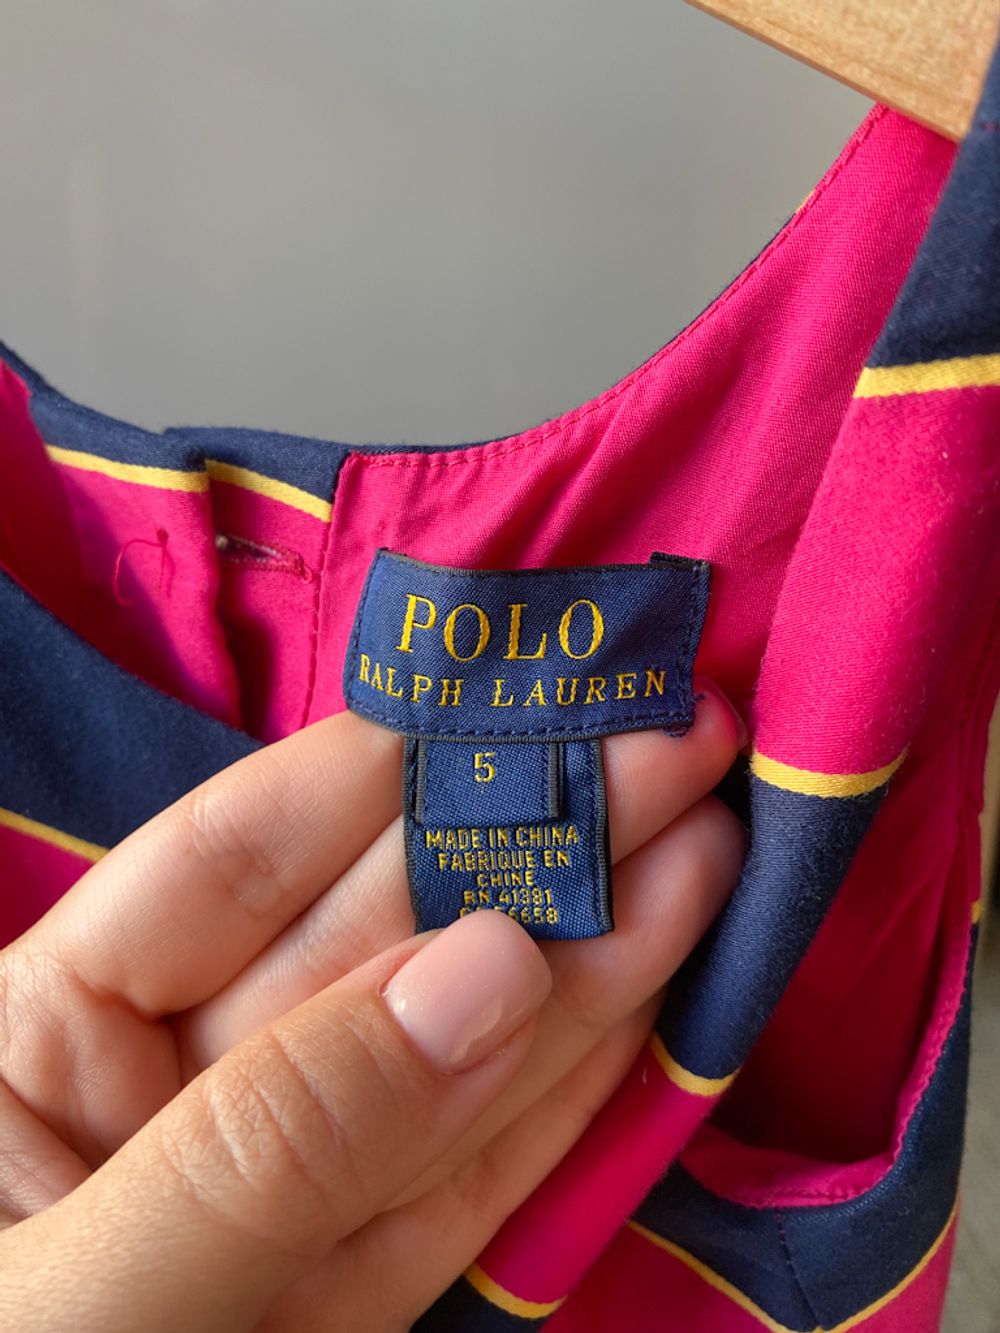 POLO
RALPH LAUREN
5
MADE IN CHINA
FABRIQUE EN
CHINE
RN 41381